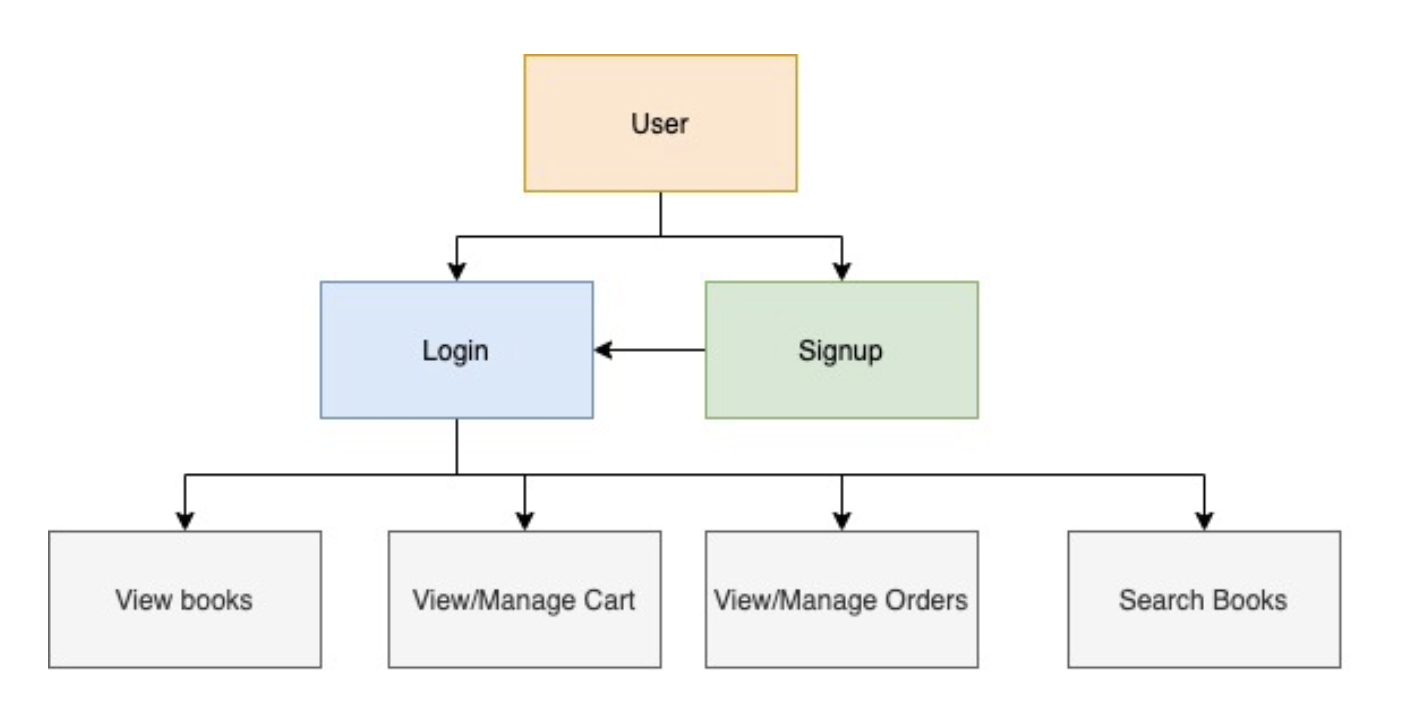 User
Login
Signup
View books
View/Manage Cart
View/Manage Orders
Search Books